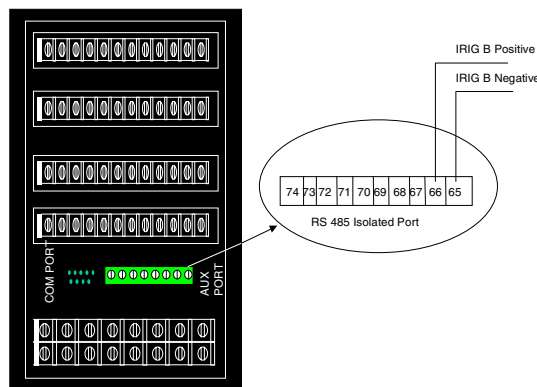 IRIG B Positive
IRIG B Negative
74 73 72 71 70 69 68 67 66 65
RS 485 Isolated Port
COM PORT
AUX
PORT